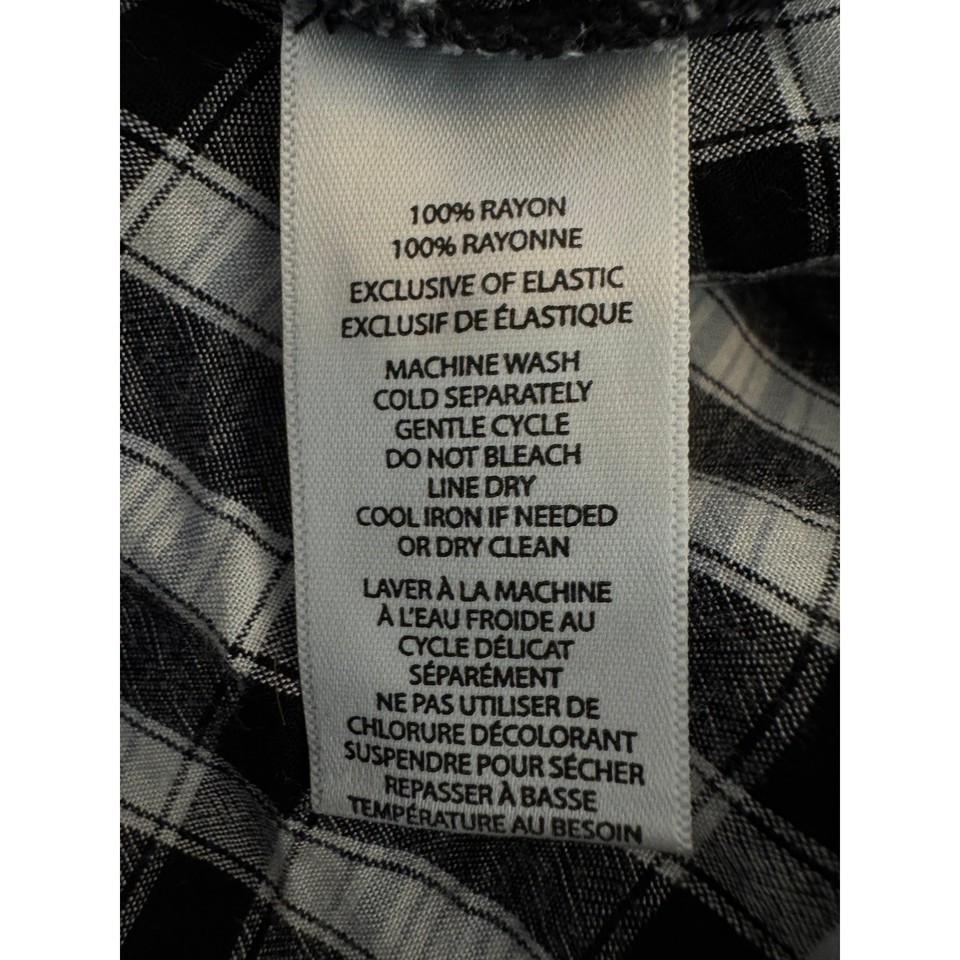 100% RAYON
100% RAYONNE
EXCLUSIVE OF ELASTIC
EXCLUSIF DE ÉLASTIQUE
MACHINE WASH
COLD SEPARATELY
GENTLE CYCLE
DO NOT BLEACH
LINE DRY
COOL IRON IF NEEDED
OR DRY CLEAN
LAVER À LA MACHINE
À L'EAU FROIDE AU
CYCLE DÉLICAT
SÉPARÉMENT
NE PAS UTILISER DE
CHLORURE DÉCOLORANT
SUSPENDRE POUR SÉCHER
REPASSER À BASSE
TEMPÉRATURE AU BESOIN